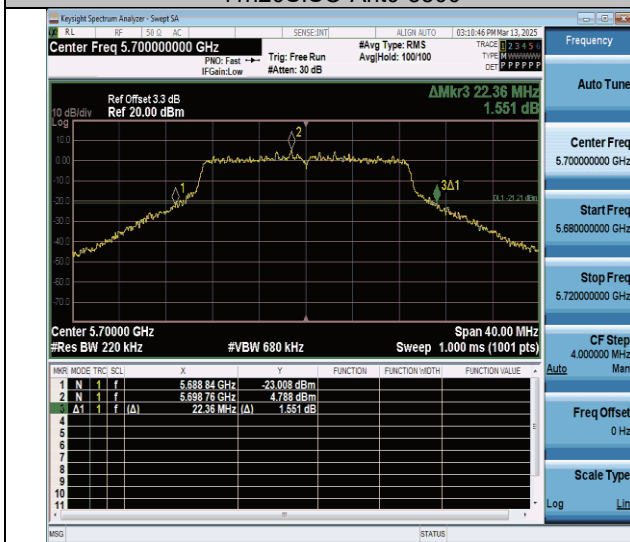 Keysight Spectrum Analyzer - Swept SA
RL RF 50 Ω AC SENSE:INT ALIGN AUTO 03:10:46 PM Mar 13, 2025
Center Freq 5.700000000 GHz
PNO: Fast
IFGain:Low
Trig: Free Run
#Atten: 30 dB
#Avg Type: RMS
Avg|Hold: 100/100
TRACE 1 2 3 4 5 6
TYPE M
DET P P P P P P
Ref Offset 3.3 dB
10 dB/div Ref 20.00 dBm
Log
ΔMkr3 22.36 MHz
1.551 dB
10.0
0.00
-10.0
-20.0
-30.0
-40.0
-50.0
-60.0
-70.0
1
2
3Δ1
DL1 -21.21 dBm
Center 5.70000 GHz Span 40.00 MHz
#Res BW 220 kHz #VBW 680 kHz Sweep 1.000 ms (1001 pts)
MKR MODE TRC SCL X Y FUNCTION FUNCTION WIDTH FUNCTION VALUE
1 N 1 f 5.688 84 GHz -23.008 dBm
2 N 1 f 5.698 76 GHz 4.788 dBm
3 Δ1 1 f (Δ) 22.36 MHz (Δ) 1.551 dB
4
5
6
7
8
9
10
11
MSG STATUS
Frequency
Auto Tune
Center Freq
5.700000000 GHz
Start Freq
5.680000000 GHz
Stop Freq
5.720000000 GHz
CF Step
4.000000 MHz
Auto Man
Freq Offset
0 Hz
Scale Type
Log Lin